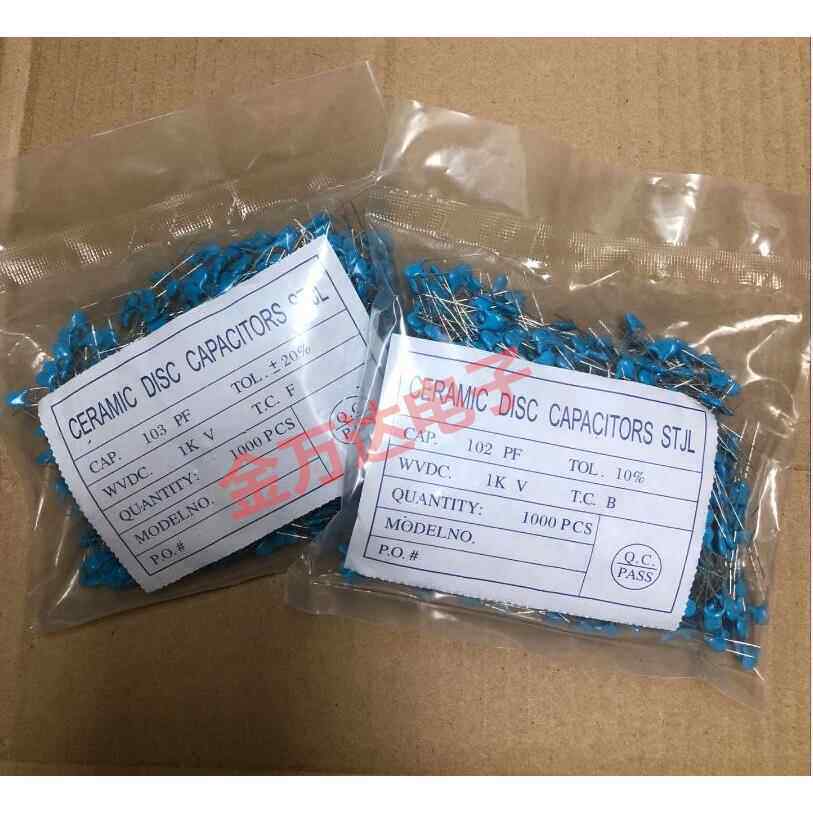 CERAMIC DISC CAPACITORS STJL
CAP. 103 PF TOL. ±20%
WVDC. 1K V T.C. F
QUANTITY: 1000 PCS
MODELNO.
P.O.#
Q.C.
CERAMIC DISC CAPACITORS STJL
CAP. 102 PF TOL. 10%
WVDC. 1K V T.C. B
QUANTITY: 1000 PCS
MODELNO.
P.O.#
Q.C.
PASS
金万达电子